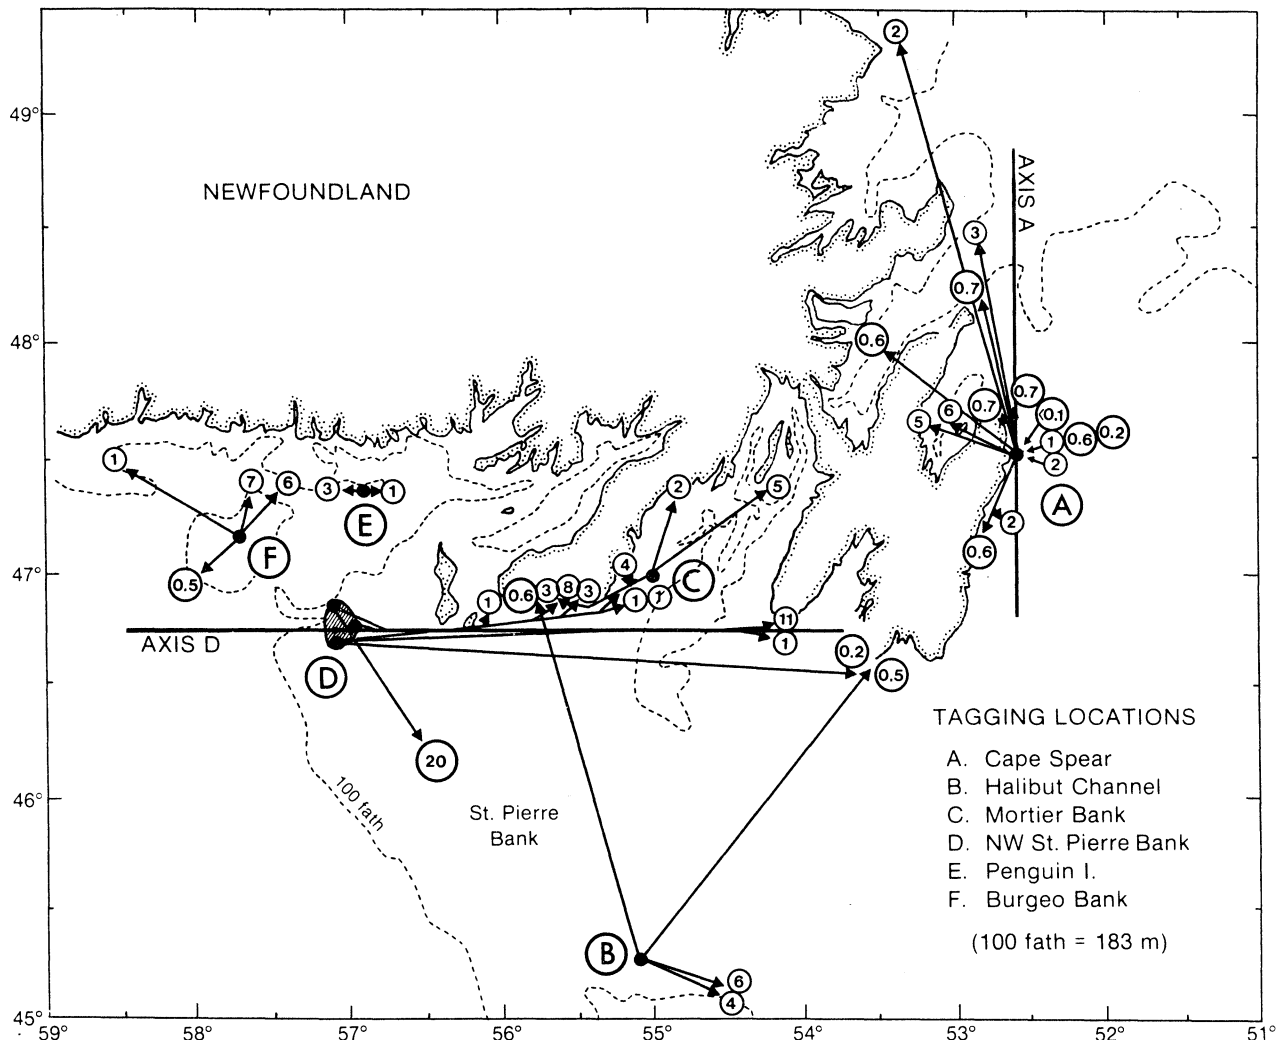 2
49°
AXIS A
NEWFOUNDLAND
3
0.7
48°
0.6
0.7
6
0.7
<0.1
5
1
0.6
0.2
1
2
7
6
3
1
2
5
A
E
2
F
0.6
4
47°
0.5
C
1
0.6
3
8
3
1
1
11
AXIS D
1
0.2
D
0.5
TAGGING LOCATIONS
20
A. Cape Spear
B. Halibut Channel
46°
100 fath
St. Pierre
Bank
C. Mortier Bank
D. NW St. Pierre Bank
E. Penguin I.
F. Burgeo Bank
(100 fath = 183 m)
B
6
4
45°
59°
58°
57°
56°
55°
54°
53°
52°
51°